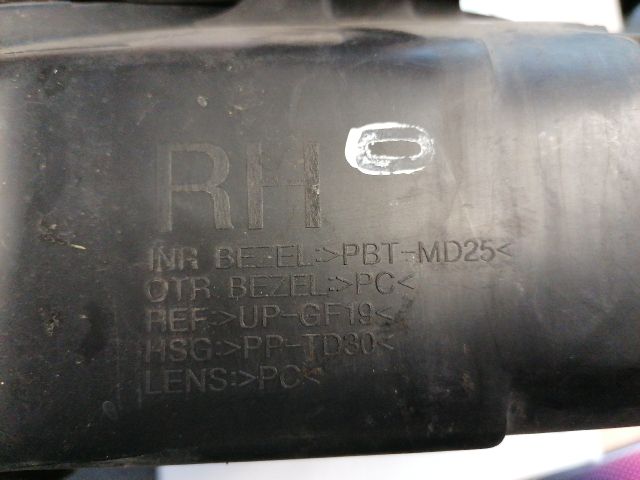 RH
INR BEZEL:>PBT-MD25<
OTR BEZEL:>PC<
REF:>UP-GF19<
HSG:>PP-TD30<
LENS:>PC<